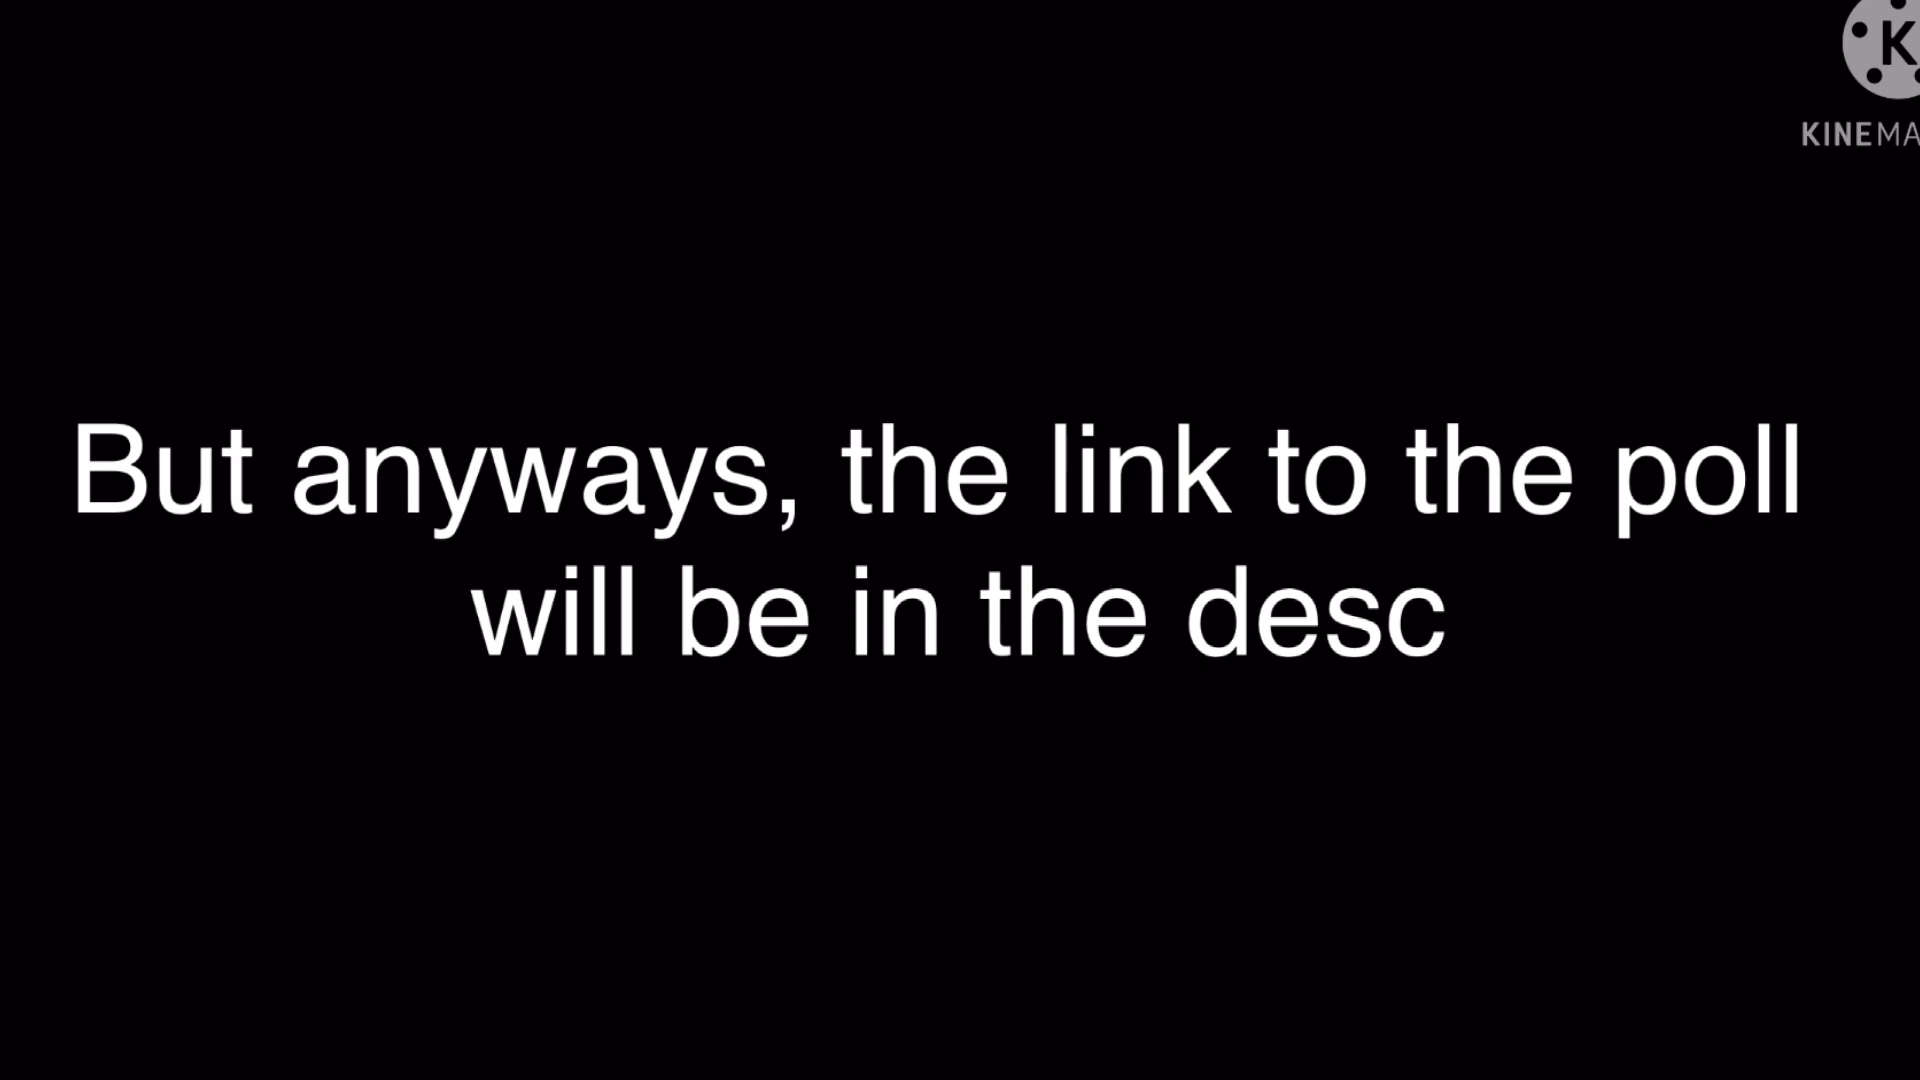 K
KINEMA
But anyways, the link to the poll
will be in the desc